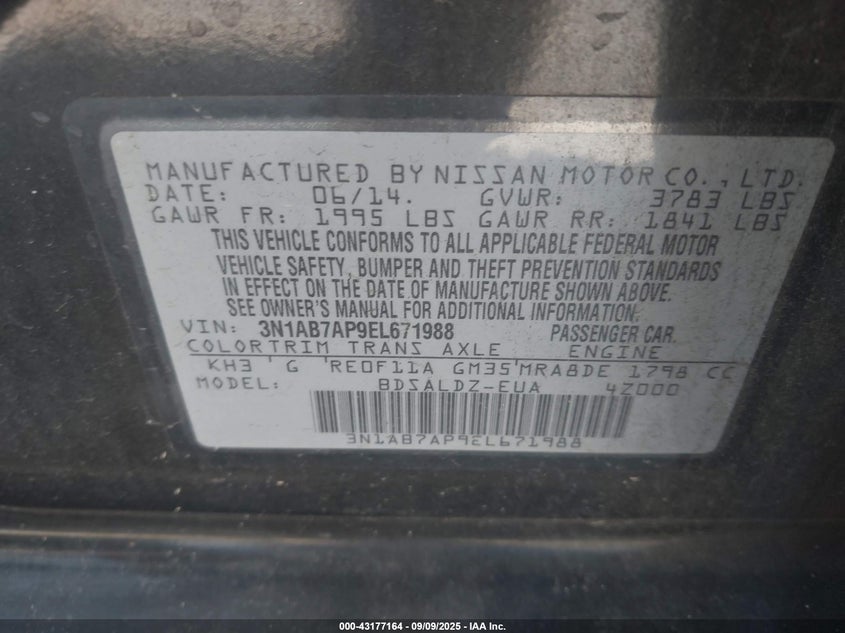 MANUFACTURED BY NISSAN MOTOR CO., LTD.
DATE: 06/14. GVWR: 3783 LBS
GAWR FR: 1995 LBS GAWR RR: 1841 LBS
THIS VEHICLE CONFORMS TO ALL APPLICABLE FEDERAL MOTOR
VEHICLE SAFETY, BUMPER AND THEFT PREVENTION STANDARDS
IN EFFECT ON THE DATE OF MANUFACTURE SHOWN ABOVE.
SEE OWNER'S MANUAL FOR ADDITIONAL INFORMATION.
VIN: 3N1AB7AP9EL671988 PASSENGER CAR.
COLOR TRIM TRANS AXLE ENGINE
KH3 ' G 'RE0F11A GM35'MRA8DE 1798 CC
MODEL: BDSALDZ-EUA 4Z000
3N1AB7AP9EL671988
000-43177164 - 09/09/2025 - IAA Inc.